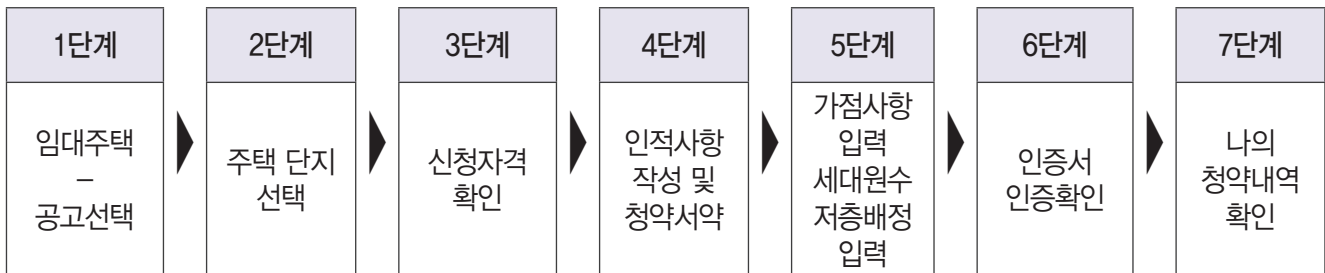 1단계
임대주택
–
공고선택
2단계
주택 단지
선택
3단계
신청자격
확인
4단계
인적사항
작성 및
청약서약
5단계
가점사항
입력
세대원수
저층배정
입력
6단계
인증서
인증확인
7단계
나의
청약내역
확인